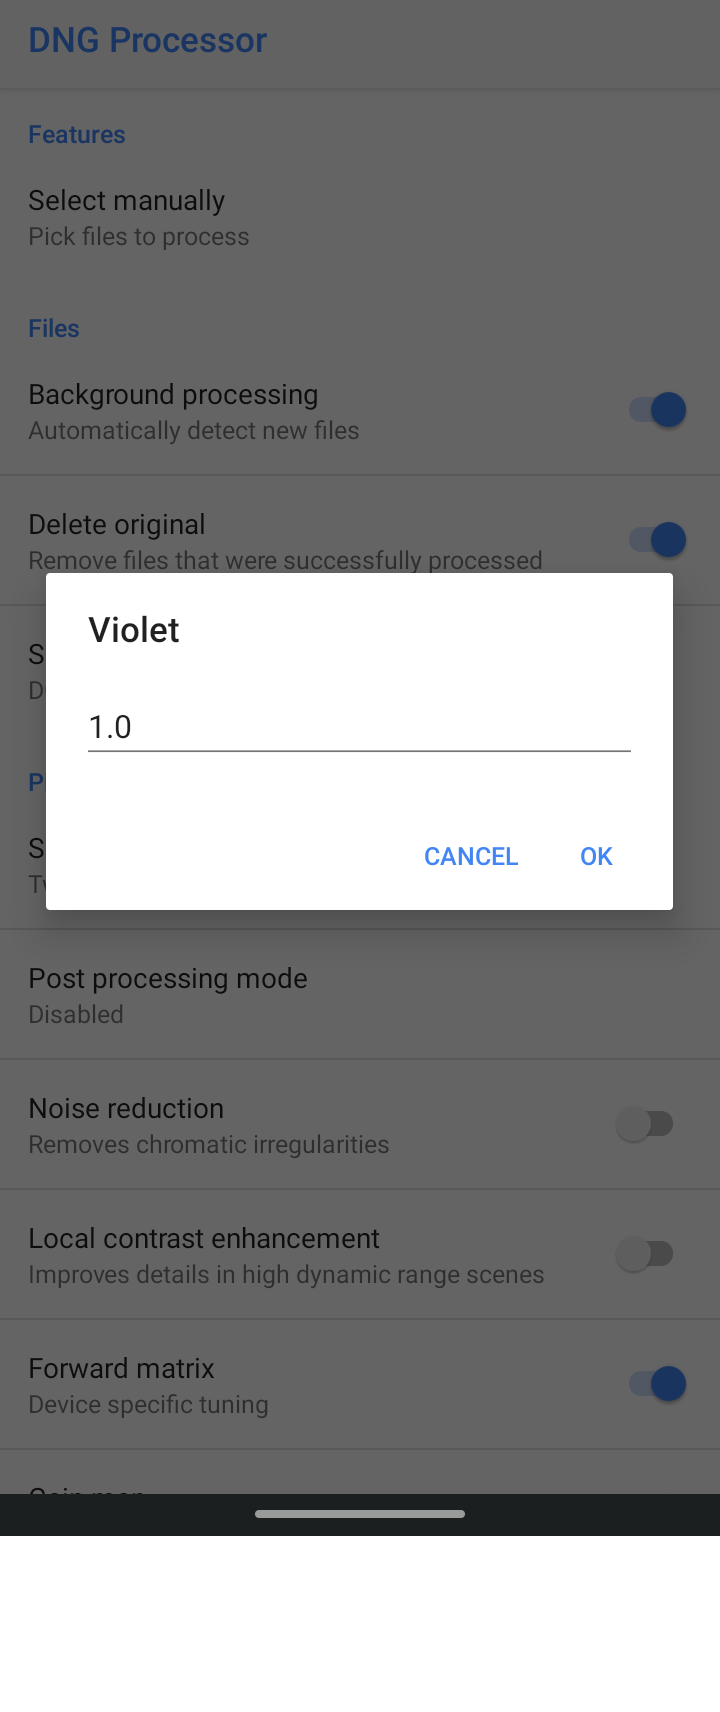 DNG Processor
Features
Select manually
Pick files to process
Files
Background processing
Automatically detect new files
Delete original
Remove files that were successfully processed
Violet
1.0
CANCEL
OK
Post processing mode
Disabled
Noise reduction
Removes chromatic irregularities
Local contrast enhancement
Improves details in high dynamic range scenes
Forward matrix
Device specific tuning